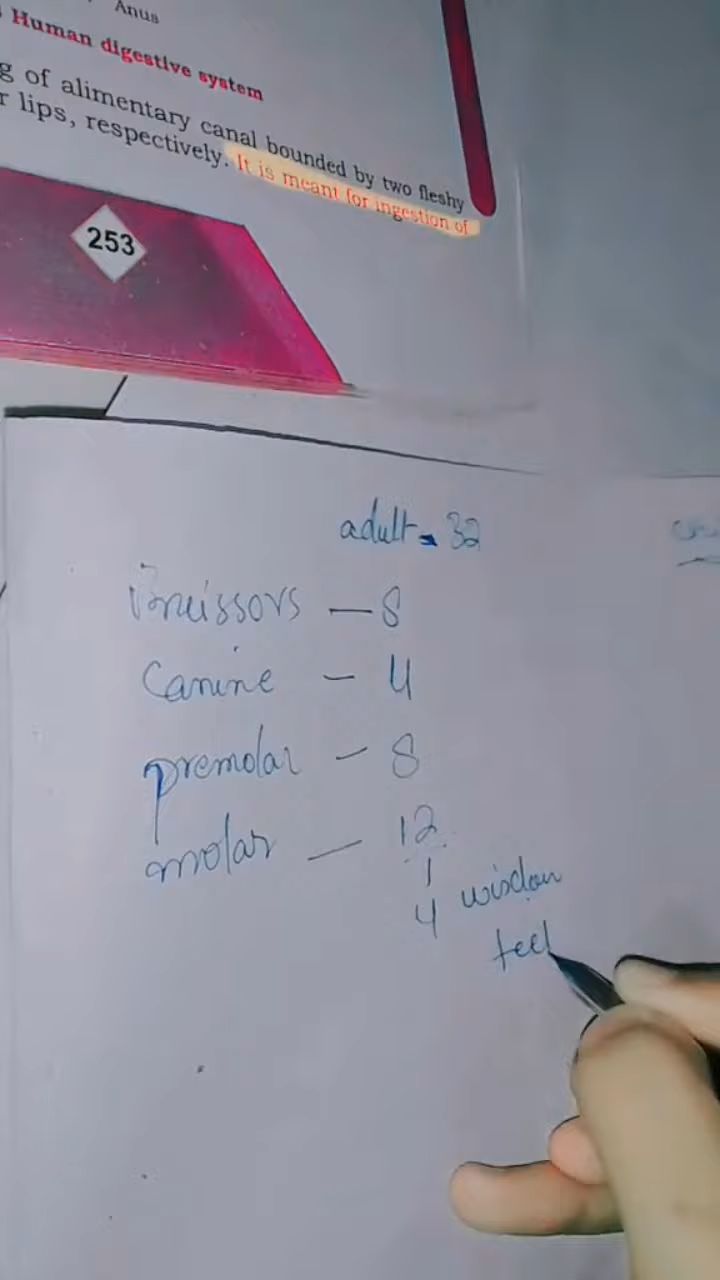 Anus
Human digestive system
g of alimentary canal bounded by two fleshy
r lips, respectively. It is meant for ingestion of
253
adult = 32
incissors — 8
Canine — 4
premolar — 8
molar — 12
4 wisdom
teet